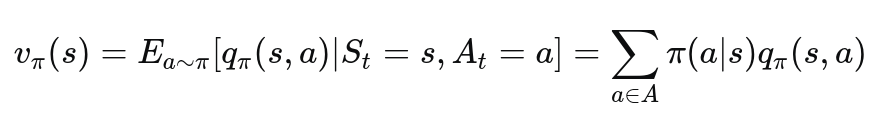 v_π(s) = E_{a∼π}[q_π(s, a)|S_t = s, A_t = a] = ∑_{a∈A} π(a|s)q_π(s, a)